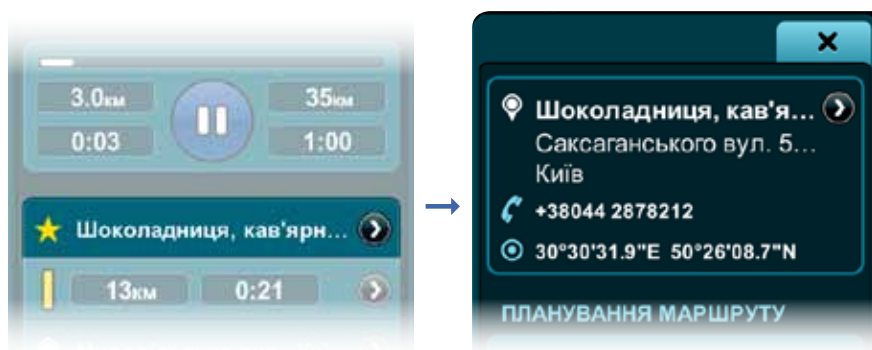 3.0км 35км
0:03 1:00
Шоколадниця, кав'ярн...
13км 0:21
Шоколадниця, кав'я...
Саксаганського вул. 5...
Київ
+38044 2878212
30°30'31.9"E 50°26'08.7"N
ПЛАНУВАННЯ МАРШРУТУ